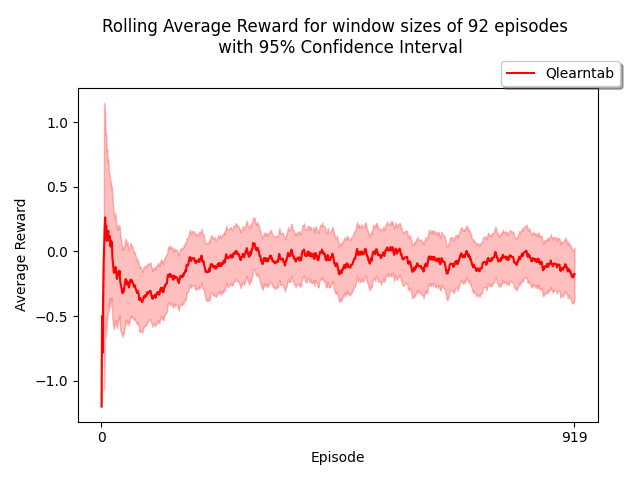 Rolling Average Reward for window sizes of 92 episodes
with 95% Confidence Interval
Qlearntab
1.0
0.5
0.0
−0.5
−1.0
Average Reward
0
919
Episode